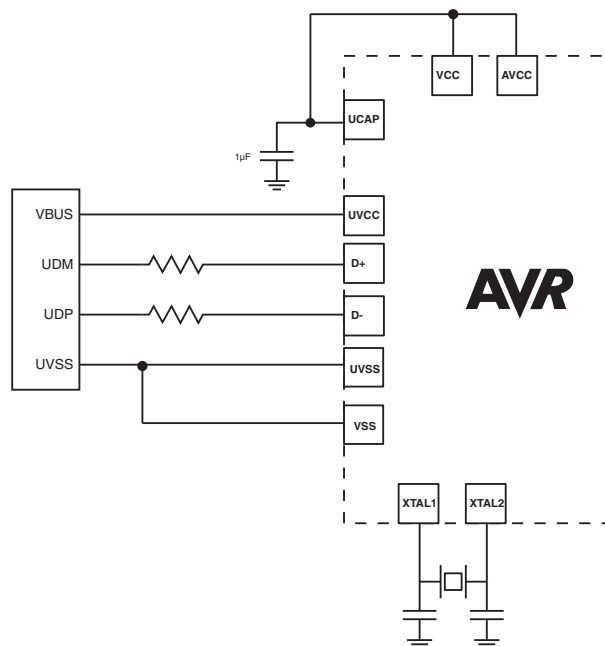 VCC
AVCC
UCAP
1µF
VBUS
UVCC
UDM
D+
AVR
UDP
D-
UVSS
UVSS
VSS
XTAL1
XTAL2